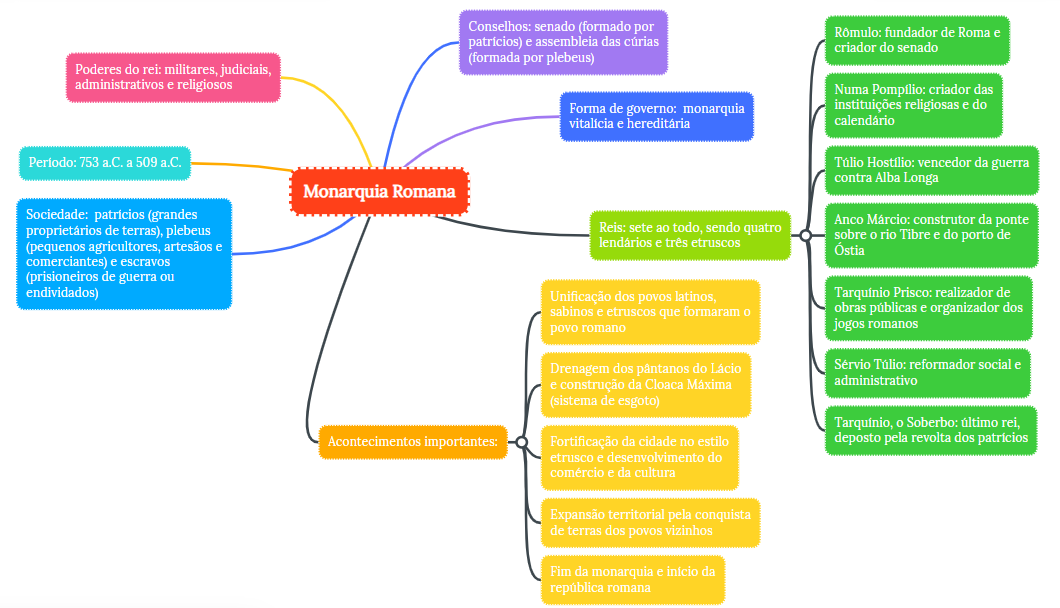 Monarquia Romana
Poderes do rei: militares, judiciais,
administrativos e religiosos
Período: 753 a.C. a 509 a.C.
Sociedade:  patrícios (grandes
proprietários de terras), plebeus
(pequenos agricultores, artesãos e
comerciantes) e escravos
(prisioneiros de guerra ou
endividados)
Conselhos: senado (formado por
patrícios) e assembleia das cúrias
(formada por plebeus)
Forma de governo:  monarquia
vitalícia e hereditária
Reis: sete ao todo, sendo quatro
lendários e três etruscos
Rômulo: fundador de Roma e
criador do senado
Numa Pompílio: criador das
instituições religiosas e do
calendário
Túlio Hostílio: vencedor da guerra
contra Alba Longa
Anco Márcio: construtor da ponte
sobre o rio Tibre e do porto de
Óstia
Tarquínio Prisco: realizador de
obras públicas e organizador dos
jogos romanos
Sérvio Túlio: reformador social e
administrativo
Tarquínio, o Soberbo: último rei,
deposto pela revolta dos patrícios
Acontecimentos importantes:
Unificação dos povos latinos,
sabinos e etruscos que formaram o
povo romano
Drenagem dos pântanos do Lácio
e construção da Cloaca Máxima
(sistema de esgoto)
Fortificação da cidade no estilo
etrusco e desenvolvimento do
comércio e da cultura
Expansão territorial pela conquista
de terras dos povos vizinhos
Fim da monarquia e início da
república romana